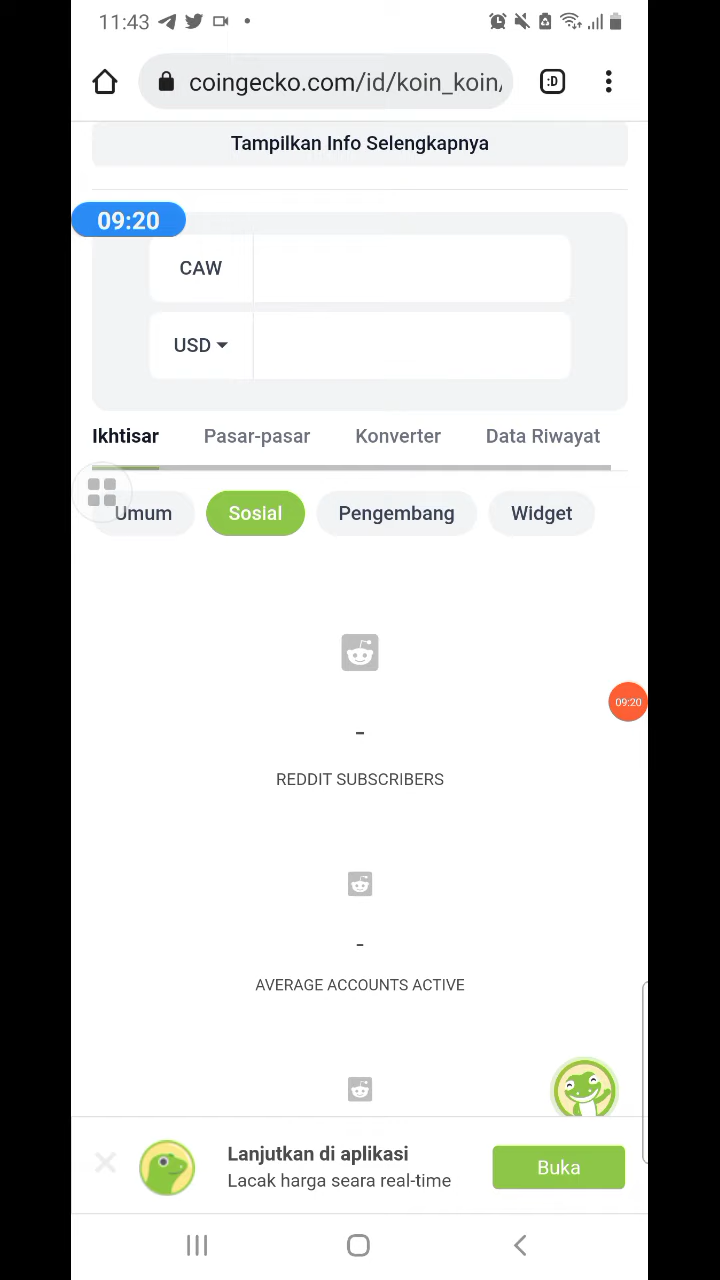 11:43
coingecko.com/id/koin_koin/
:D
Tampilkan Info Selengkapnya
09:20
CAW
USD
Ikhtisar Pasar-pasar Konverter Data Riwayat
Umum Sosial Pengembang Widget
09:20
-
REDDIT SUBSCRIBERS
-
AVERAGE ACCOUNTS ACTIVE
Lanjutkan di aplikasi
Lacak harga seara real-time
Buka